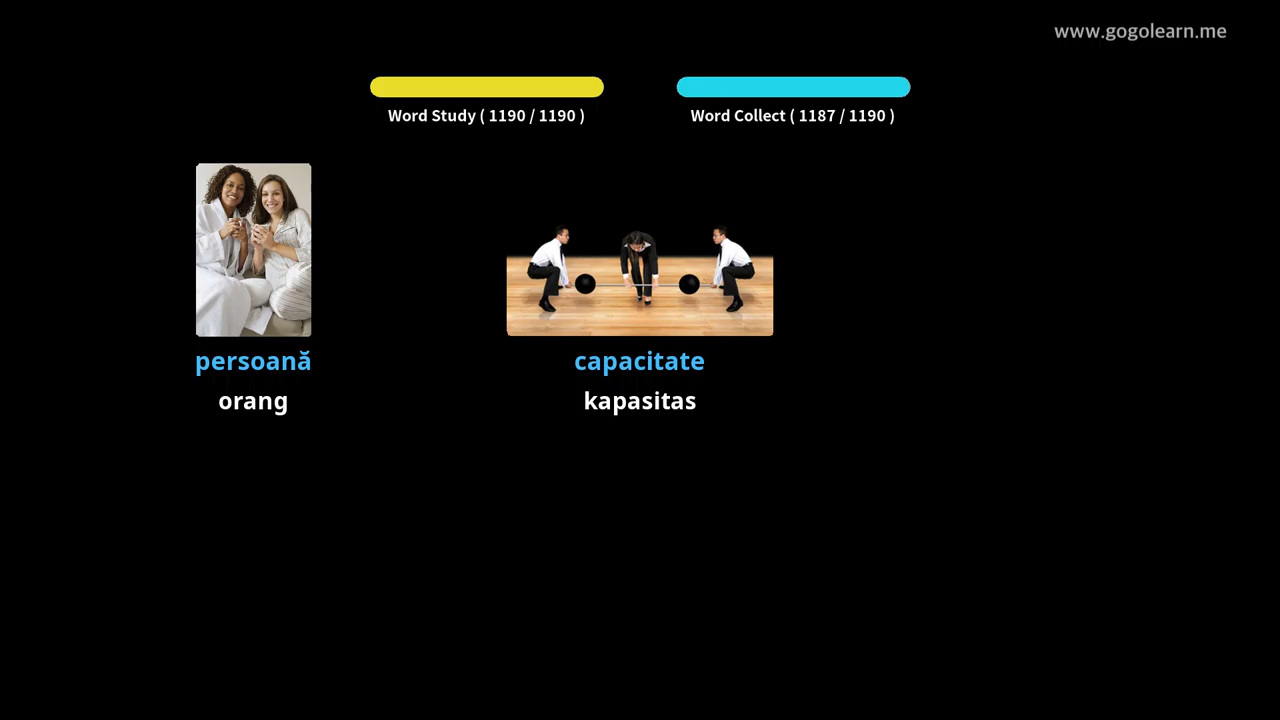 www.gogolearn.me
Word Study ( 1190 / 1190 )
Word Collect ( 1187 / 1190 )
persoană
capacitate
orang
kapasitas